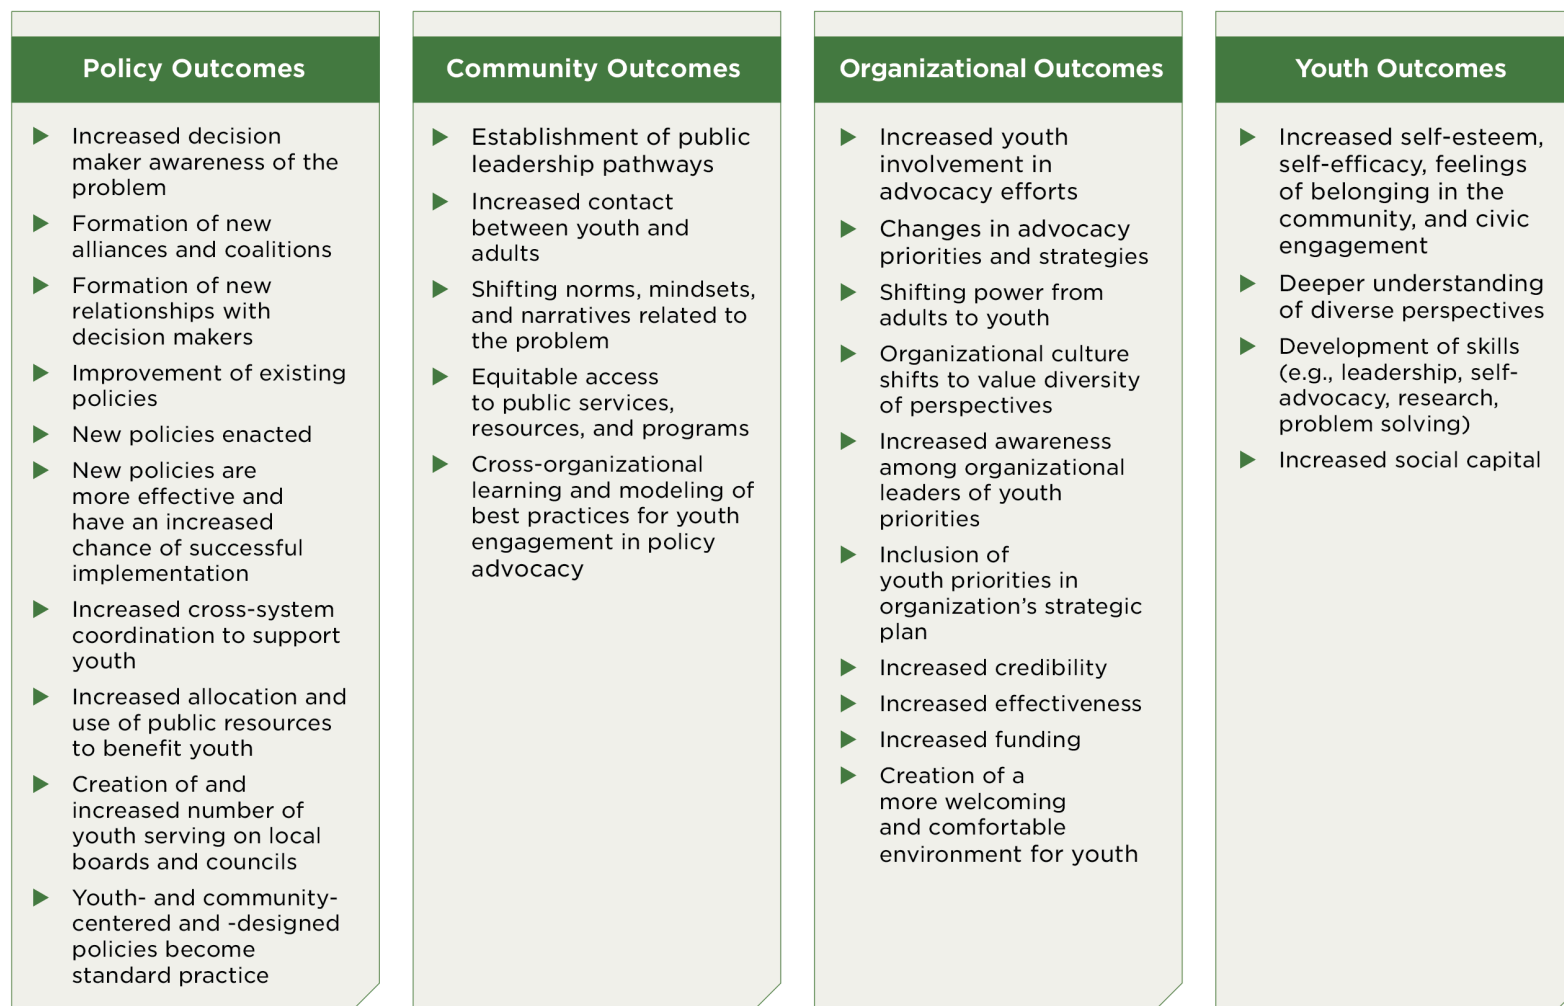 Policy Outcomes
Increased decision
maker awareness of the
problem
Formation of new
alliances and coalitions
Formation of new
relationships with
decision makers
Improvement of existing
policies
New policies enacted
New policies are
more effective and
have an increased
chance of successful
implementation
Increased cross-system
coordination to support
youth
Increased allocation and
use of public resources
to benefit youth
Creation of and
increased number of
youth serving on local
boards and councils
Youth- and community-
centered and -designed
policies become
standard practice
Community Outcomes
Establishment of public
leadership pathways
Increased contact
between youth and
adults
Shifting norms, mindsets,
and narratives related to
the problem
Equitable access
to public services,
resources, and programs
Cross-organizational
learning and modeling of
best practices for youth
engagement in policy
advocacy
Organizational Outcomes
Increased youth
involvement in
advocacy efforts
Changes in advocacy
priorities and strategies
Shifting power from
adults to youth
Organizational culture
shifts to value diversity
of perspectives
Increased awareness
among organizational
leaders of youth
priorities
Inclusion of
youth priorities in
organization’s strategic
plan
Increased credibility
Increased effectiveness
Increased funding
Creation of a
more welcoming
and comfortable
environment for youth
Youth Outcomes
Increased self-esteem,
self-efficacy, feelings
of belonging in the
community, and civic
engagement
Deeper understanding
of diverse perspectives
Development of skills
(e.g., leadership, self-
advocacy, research,
problem solving)
Increased social capital